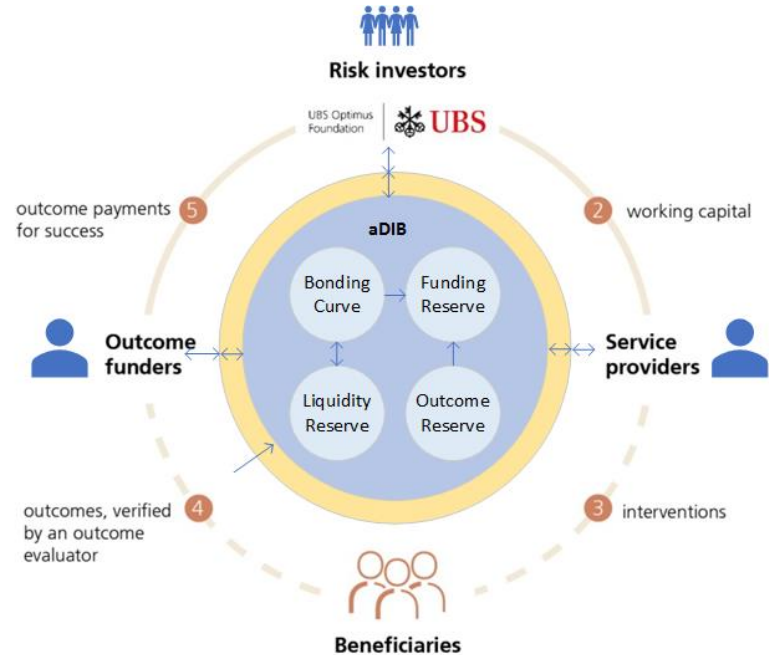 Risk investors
UBS Optimus
Foundation
UBS
5
outcome payments
for success
2
working capital
aDIB
Bonding
Curve
Funding
Reserve
Outcome
funders
Service
providers
Liquidity
Reserve
Outcome
Reserve
4
outcomes, verified
by an outcome
evaluator
3
interventions
Beneficiaries